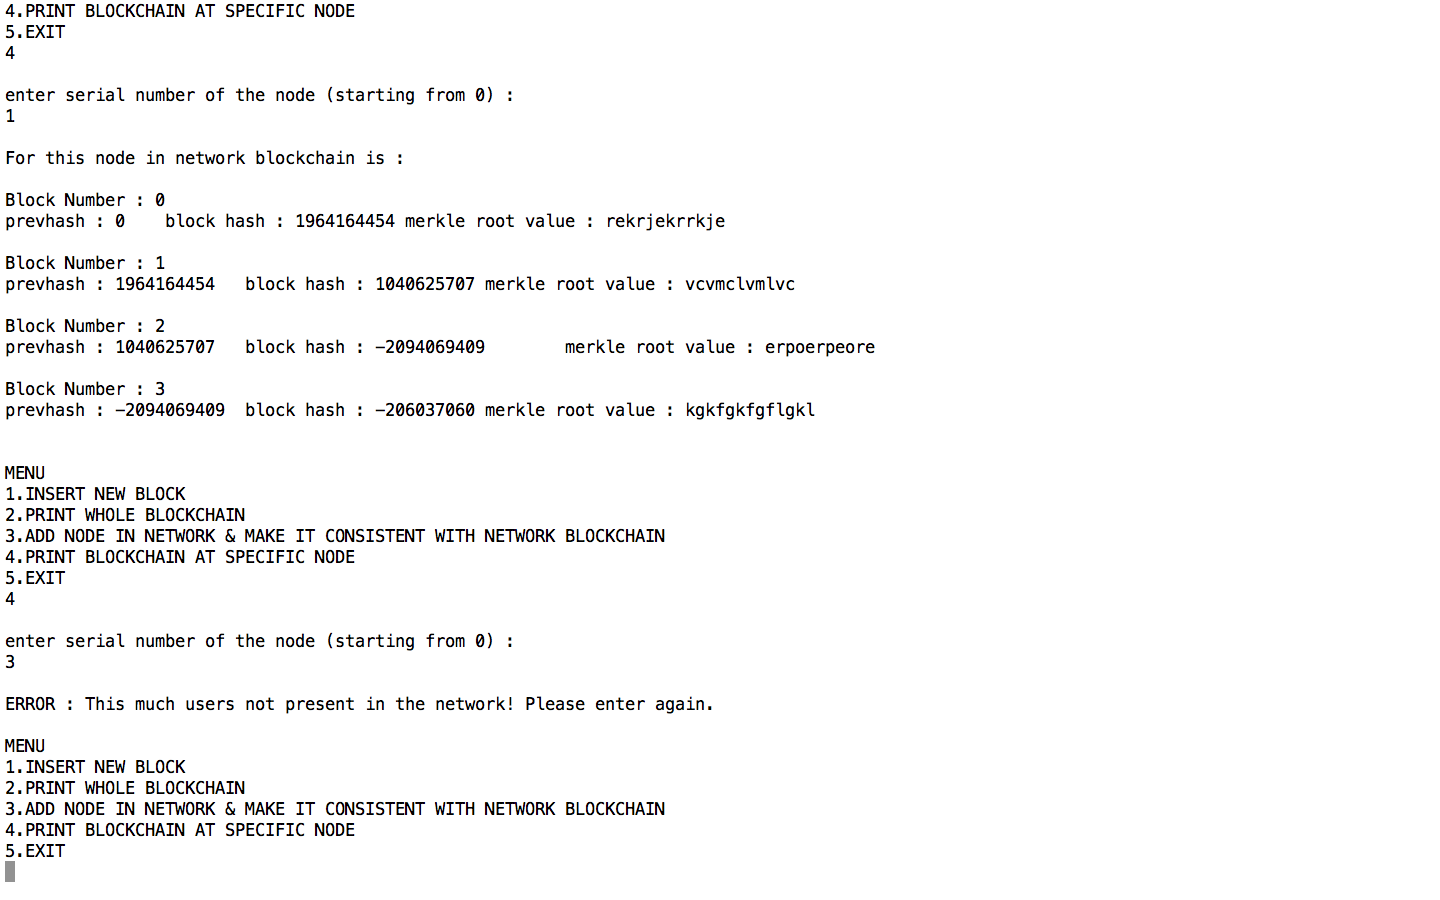 4.PRINT BLOCKCHAIN AT SPECIFIC NODE
5.EXIT
4
enter serial number of the node (starting from 0) :
1
For this node in network blockchain is :
Block Number : 0
prevhash : 0    block hash : 1964164454 merkle root value : rekrjekrrkje
Block Number : 1
prevhash : 1964164454   block hash : 1040625707 merkle root value : vcvmclvmlvc
Block Number : 2
prevhash : 1040625707   block hash : -2094069409        merkle root value : erpoerpeore
Block Number : 3
prevhash : -2094069409  block hash : -206037060 merkle root value : kgkfgkfgflgkl
MENU
1.INSERT NEW BLOCK
2.PRINT WHOLE BLOCKCHAIN
3.ADD NODE IN NETWORK & MAKE IT CONSISTENT WITH NETWORK BLOCKCHAIN
4.PRINT BLOCKCHAIN AT SPECIFIC NODE
5.EXIT
4
enter serial number of the node (starting from 0) :
3
ERROR : This much users not present in the network! Please enter again.
MENU
1.INSERT NEW BLOCK
2.PRINT WHOLE BLOCKCHAIN
3.ADD NODE IN NETWORK & MAKE IT CONSISTENT WITH NETWORK BLOCKCHAIN
4.PRINT BLOCKCHAIN AT SPECIFIC NODE
5.EXIT